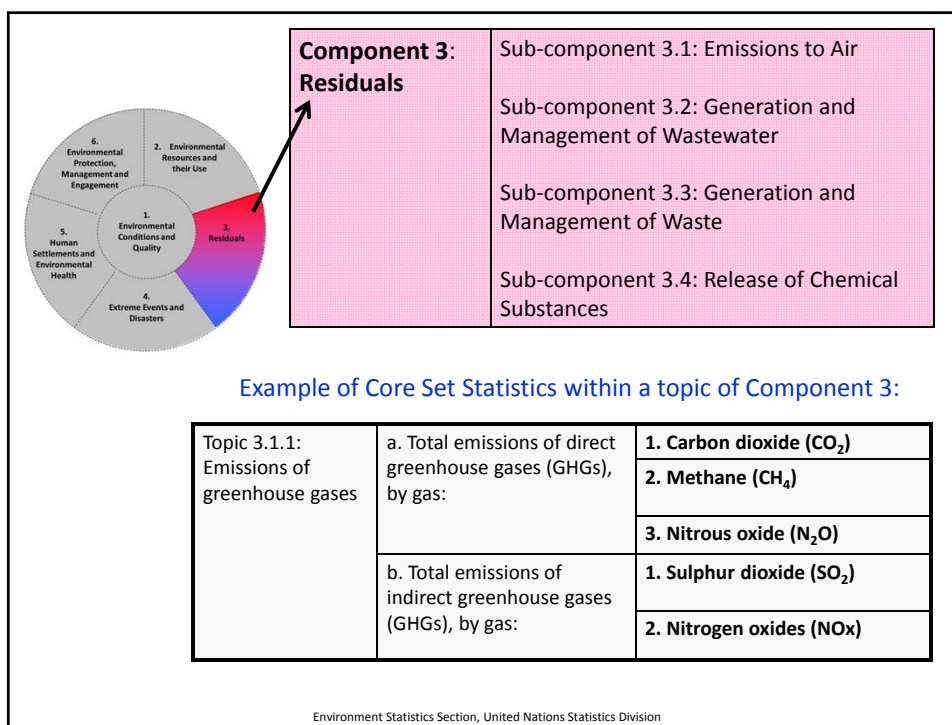 Component 3:
Residuals
Sub-component 3.1: Emissions to Air
Sub-component 3.2: Generation and
Management of Wastewater
Sub-component 3.3: Generation and
Management of Waste
Sub-component 3.4: Release of Chemical
Substances
6.
Environmental
Protection,
Management and
Engagement
2. Environmental
Resources and
their Use
1.
Environmental
Conditions and
Quality
3.
Residuals
5.
Human
Settlements and
Environmental
Health
4.
Extreme Events and
Disasters
Example of Core Set Statistics within a topic of Component 3:
Topic 3.1.1:
Emissions of
greenhouse gases
a. Total emissions of direct
greenhouse gases (GHGs),
by gas:
1. Carbon dioxide (CO₂)
2. Methane (CH₄)
3. Nitrous oxide (N₂O)
b. Total emissions of
indirect greenhouse gases
(GHGs), by gas:
1. Sulphur dioxide (SO₂)
2. Nitrogen oxides (NOx)
Environment Statistics Section, United Nations Statistics Division